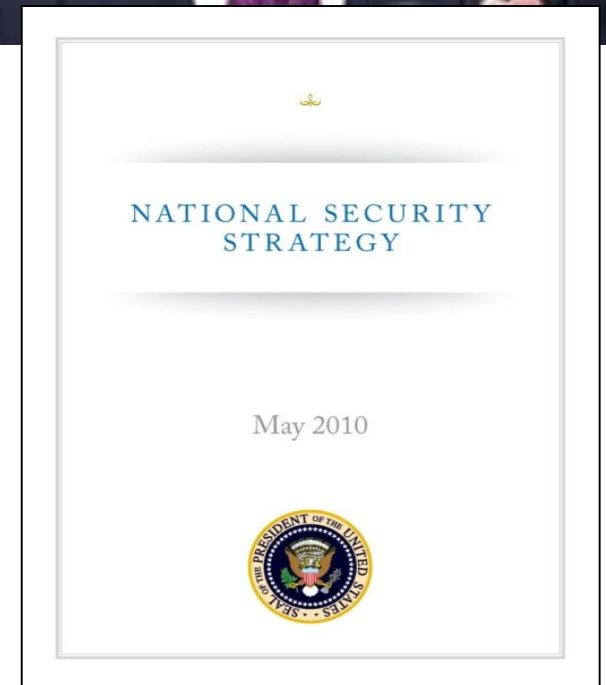 NATIONAL SECURITY
STRATEGY
May 2010
SEAL OF THE PRESIDENT OF THE UNITED STATES